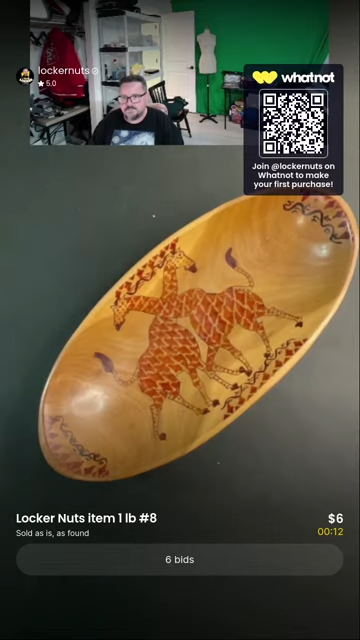 lockernuts
5.0
whatnot
Join @lockernuts on
Whatnot to make
your first purchase!
Locker Nuts item 1 lb #8
$6
Sold as is, as found
00:12
6 bids